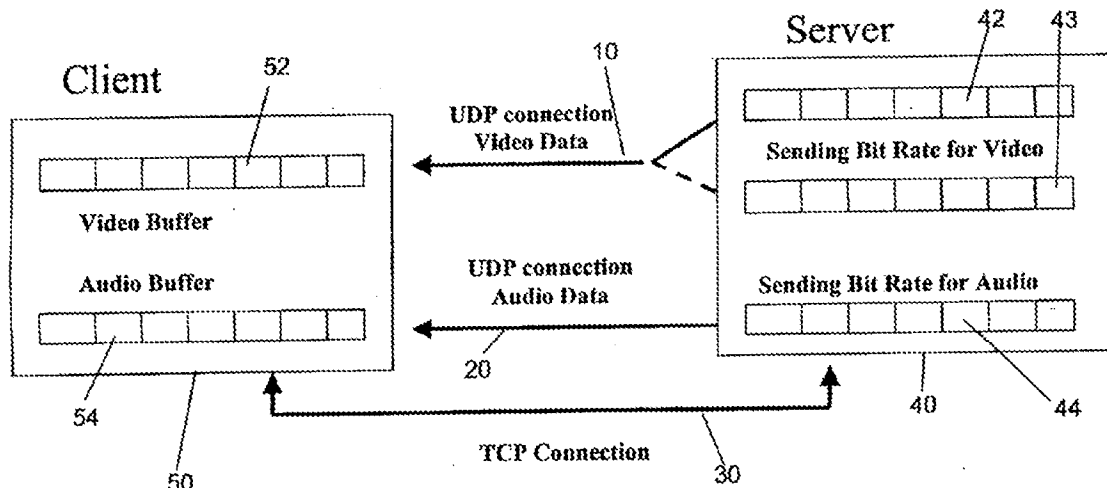 Server
42
43
Client
52
10
UDP connection
Video Data
Sending Bit Rate for Video
Video Buffer
Audio Buffer
UDP connection
Audio Data
Sending Bit Rate for Audio
54
20
40
44
TCP Connection
30
50